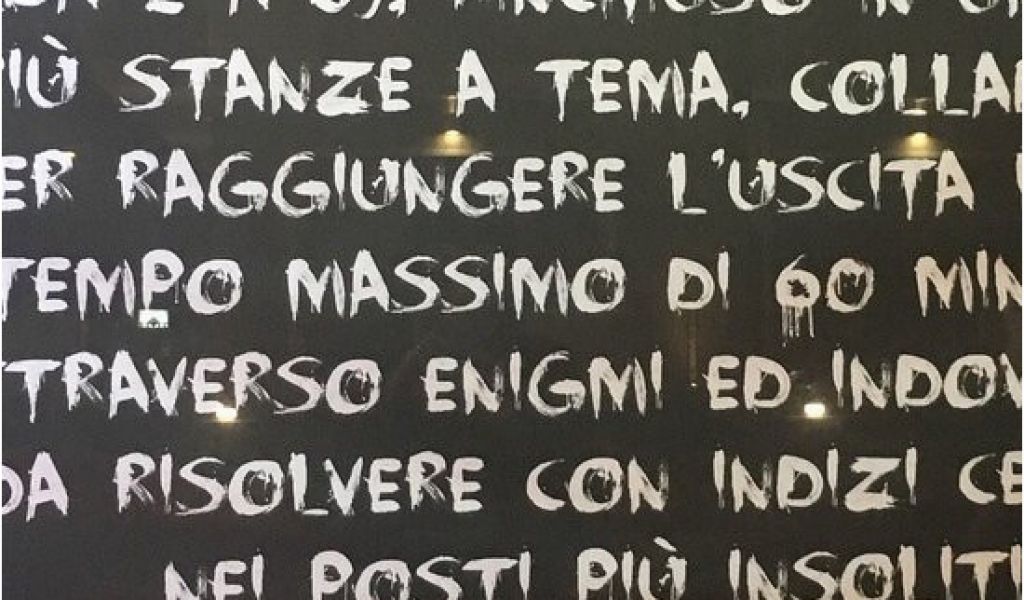 PIÙ STANZE A TEMA, COLLA
ER RAGGIUNGERE L'USCITA
TEMPO MASSIMO DI 60 MIN
TRAVERSO ENIGMI ED INDOV
DA RISOLVERE CON INDIZI CE
NEI POSTI PIÙ INSOLITI